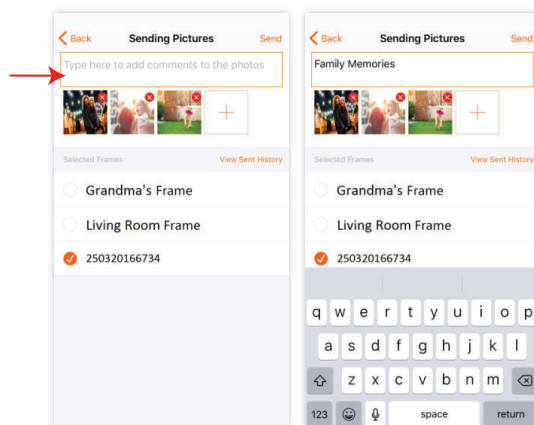 Back Sending Pictures Send
Type here to add comments to the photos
Selected Frames View Sent History
Grandma's Frame
Living Room Frame
250320166734
Back Sending Pictures Send
Family Memories
Selected Frames View Sent History
Grandma's Frame
Living Room Frame
250320166734
q w e r t y u i o p
a s d f g h j k l
z x c v b n m
123 space return